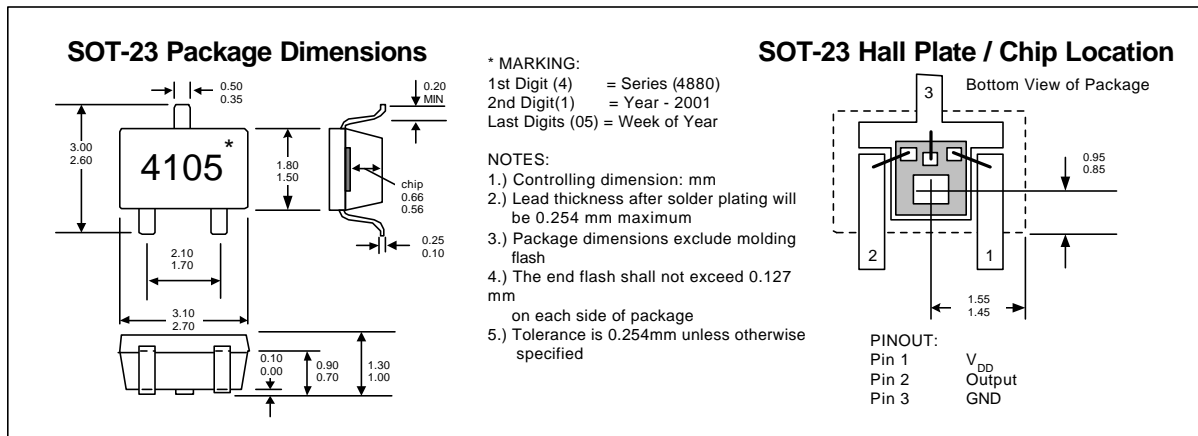 SOT-23 Package Dimensions
0.50
0.35
3.00
2.60
4105*
1.80
1.50
2.10
1.70
3.10
2.70
0.20
MIN
chip
0.66
0.56
0.25
0.10
0.10
0.00
0.90
0.70
1.30
1.00
* MARKING:
1st Digit (4) = Series (4880)
2nd Digit(1) = Year - 2001
Last Digits (05) = Week of Year
NOTES:
1.) Controlling dimension: mm
2.) Lead thickness after solder plating will
be 0.254 mm maximum
3.) Package dimensions exclude molding
flash
4.) The end flash shall not exceed 0.127
mm
on each side of package
5.) Tolerance is 0.254mm unless otherwise
specified
SOT-23 Hall Plate / Chip Location
Bottom View of Package
3
2
1
0.95
0.85
1.55
1.45
PINOUT:
Pin 1 VDD
Pin 2 Output
Pin 3 GND